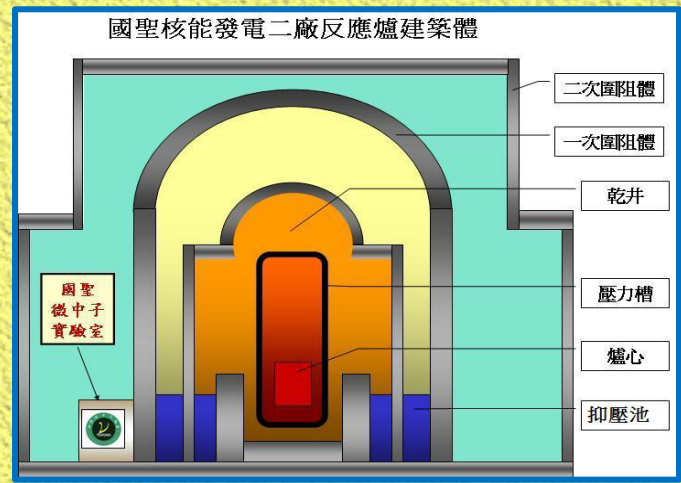 國聖核能發電二廠反應爐建築體
二次圍阻體
一次圍阻體
乾井
壓力槽
國聖
微中子
實驗室
爐心
抑壓池